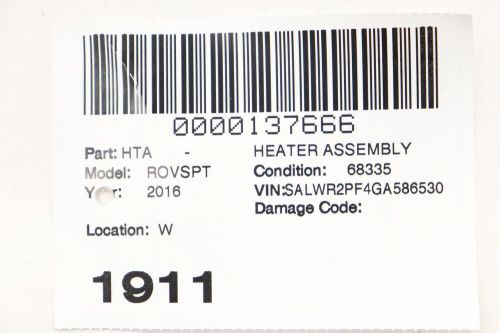 0000137666
Part: HTA - HEATER ASSEMBLY
Model: ROVSPT Condition: 68335
Year: 2016 VIN:SALWR2PF4GA586530
Damage Code:
Location: W
1911